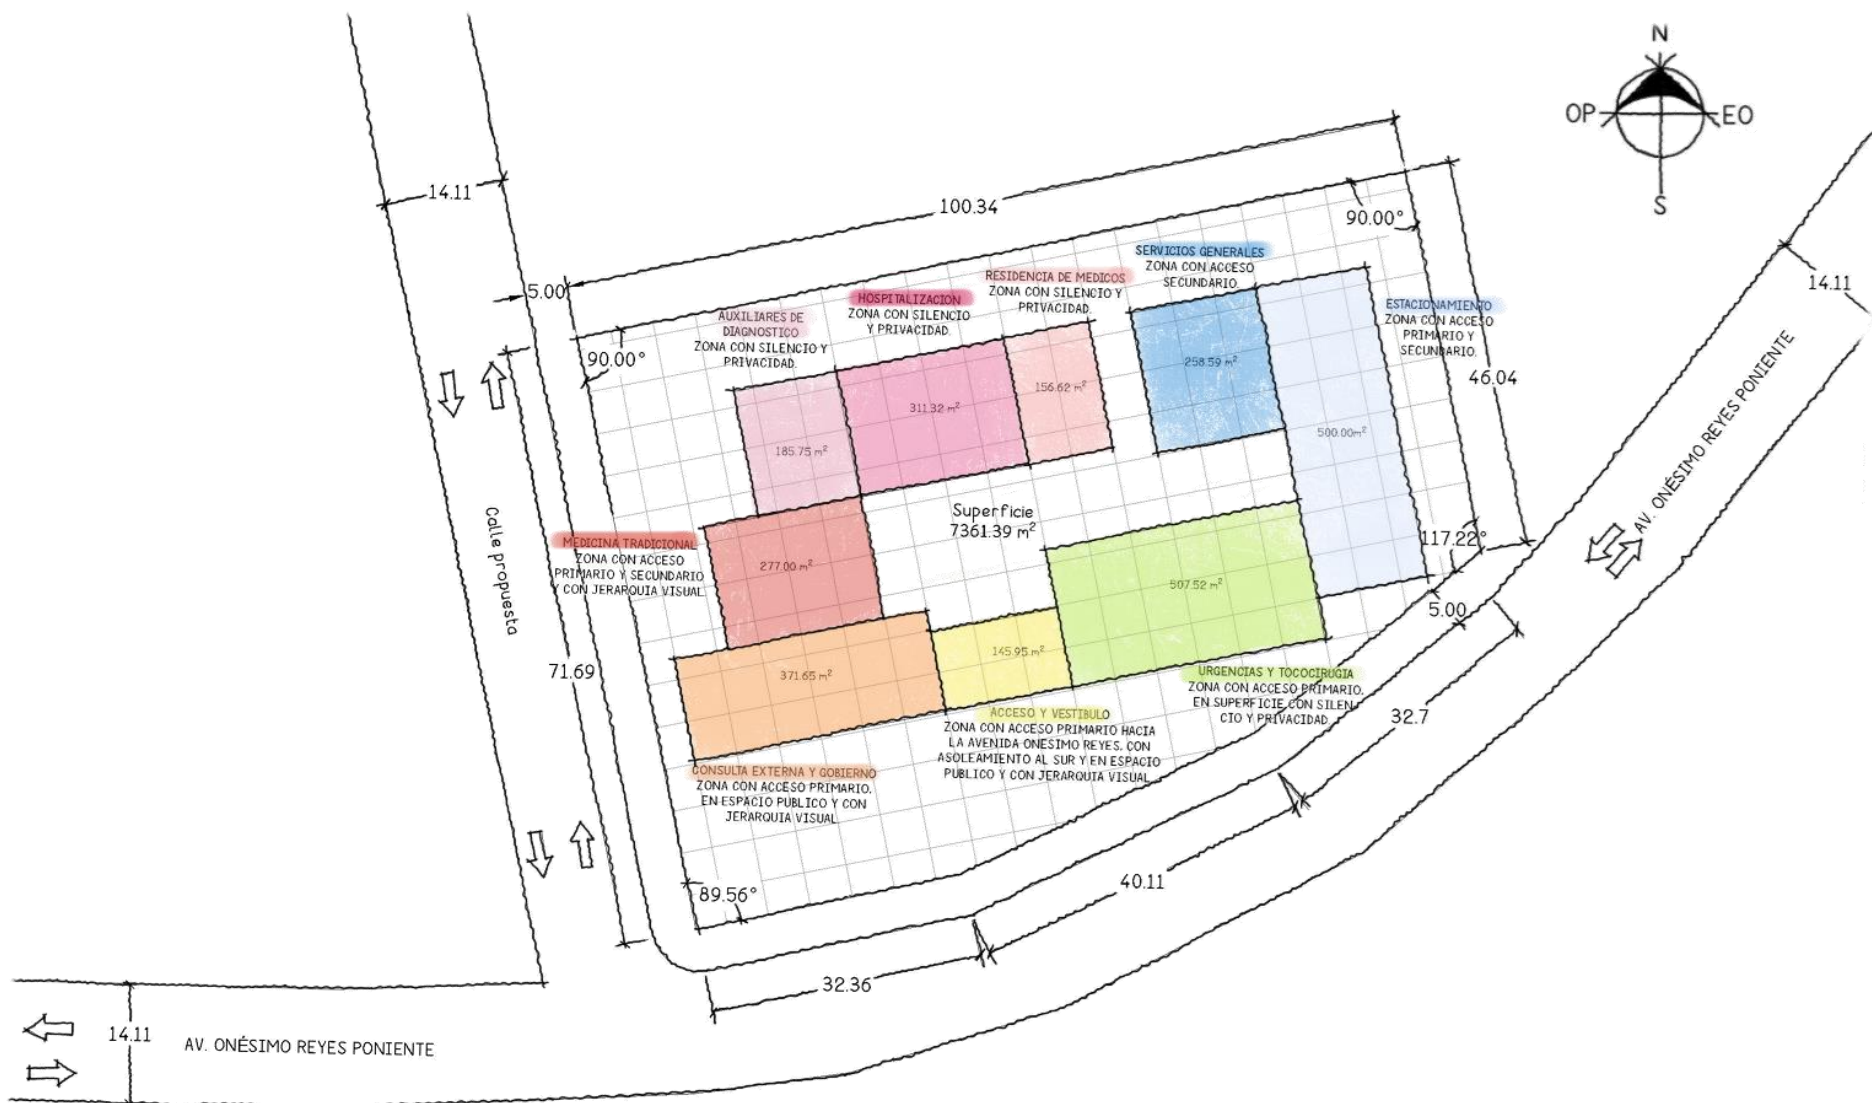 N
OP
EO
S
14.11
100.34
90.00°
5.00
14.11
SERVICIOS GENERALES
ZONA CON ACCESO
SECUNDARIO.
RESIDENCIA DE MEDICOS
ZONA CON SILENCIO Y
PRIVACIDAD.
HOSPITALIZACION
ZONA CON SILENCIO
Y PRIVACIDAD.
AUXILIARES DE
DIAGNOSTICO
ZONA CON SILENCIO Y
PRIVACIDAD.
ESTACIONAMIENTO
ZONA CON ACCESO
PRIMARIO Y
SECUNDARIO.
90.00°
46.04
258.59 m²
156.62 m²
311.32 m²
185.75 m²
500.00m²
AV. ONÉSIMO REYES PONIENTE
Calle propuesta
Superficie
7361.39 m²
117.22°
MEDICINA TRADICIONAL
ZONA CON ACCESO
PRIMARIO Y SECUNDARIO
Y CON JERARQUIA VISUAL.
277.00 m²
507.52 m²
5.00
71.69
145.95 m²
371.65 m²
URGENCIAS Y TOCOCIRUGIA
ZONA CON ACCESO PRIMARIO,
EN SUPERFICIE CON SILEN-
CIO Y PRIVACIDAD.
32.7
ACCESO Y VESTIBULO
ZONA CON ACCESO PRIMARIO HACIA
LA AVENIDA ONESIMO REYES, CON
ASOLEAMIENTO AL SUR Y EN ESPACIO
PUBLICO Y CON JERARQUIA VISUAL.
CONSULTA EXTERNA Y GOBIERNO
ZONA CON ACCESO PRIMARIO,
EN ESPACIO PUBLICO Y CON
JERARQUIA VISUAL.
89.56°
40.11
32.36
14.11
AV. ONÉSIMO REYES PONIENTE